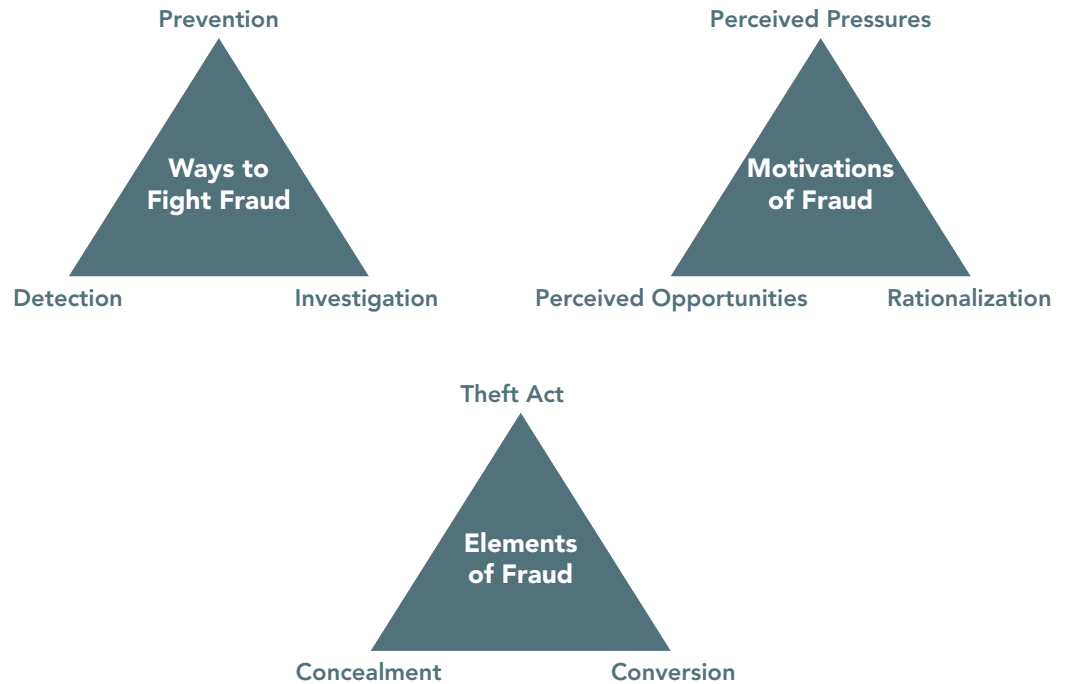 Prevention
Ways to
Fight Fraud
Detection
Investigation
Perceived Pressures
Motivations
of Fraud
Perceived Opportunities
Rationalization
Theft Act
Elements
of Fraud
Concealment
Conversion